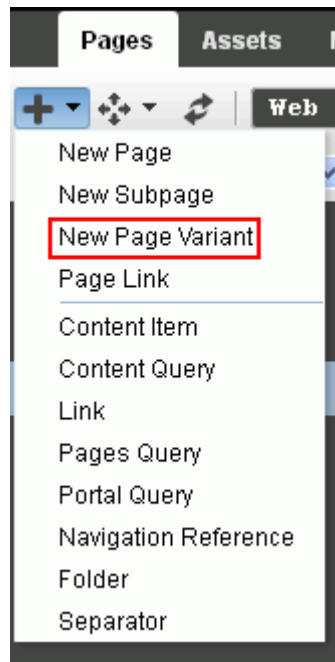 Pages Assets
Web
New Page
New Subpage
New Page Variant
Page Link
Content Item
Content Query
Link
Pages Query
Portal Query
Navigation Reference
Folder
Separator